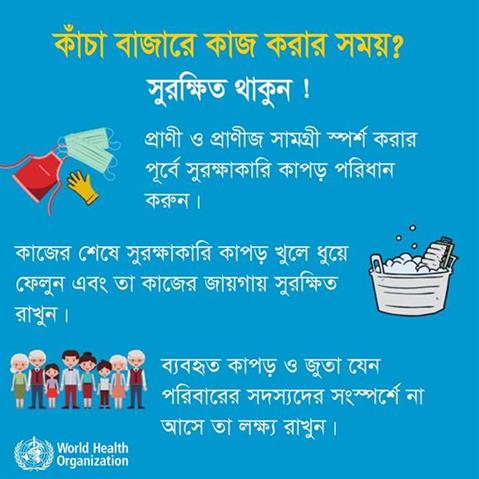 কাঁচা বাজারে কাজ করার সময়?
সুরক্ষিত থাকুন !
প্রাণী ও প্রাণীজ সামগ্রী স্পর্শ করার
পূর্বে সুরক্ষাকারি কাপড় পরিধান
করুন।
কাজের শেষে সুরক্ষাকারি কাপড় খুলে ধুয়ে
ফেলুন এবং তা কাজের জায়গায় সুরক্ষিত
রাখুন।
ব্যবহৃত কাপড় ও জুতা যেন
পরিবারের সদস্যদের সংস্পর্শে না
আসে তা লক্ষ্য রাখুন।
World Health
Organization